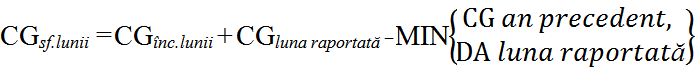 CGsf.lunii =CGînc.lunii+CGluna raportată-MIN{CG an precedent,
DA luna raportată}